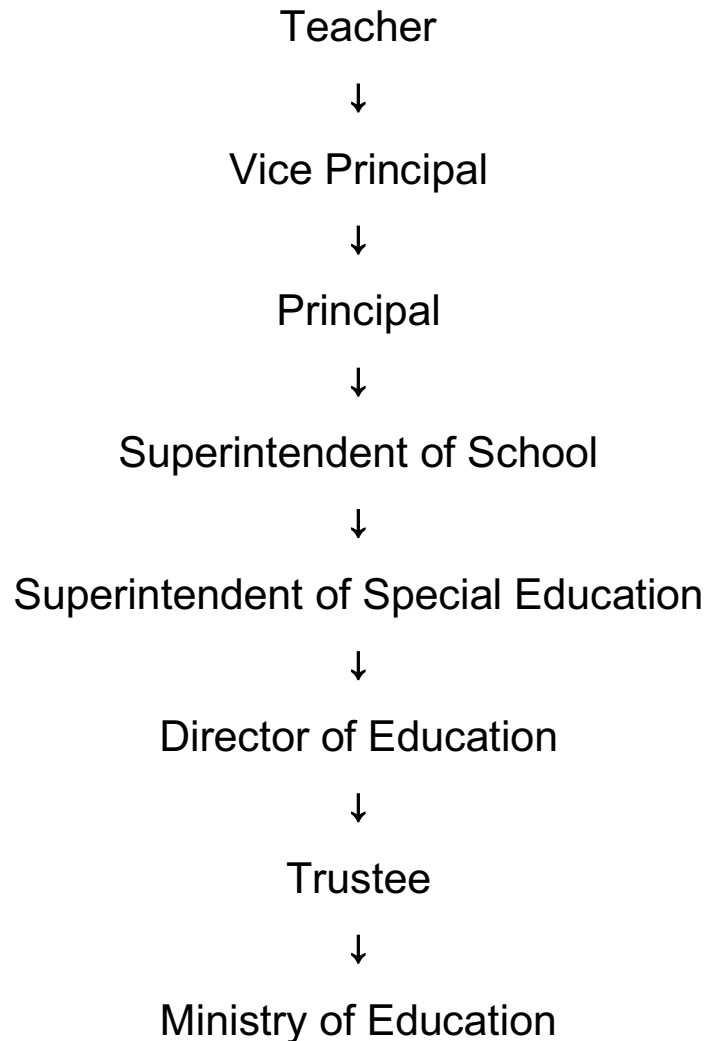 Teacher
↓
Vice Principal
↓
Principal
↓
Superintendent of School
↓
Superintendent of Special Education
↓
Director of Education
↓
Trustee
↓
Ministry of Education